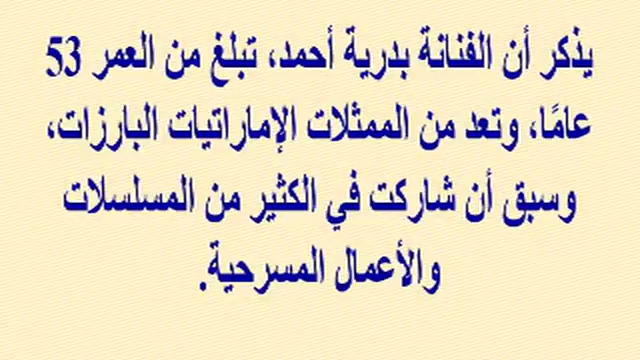 يذكر أن الفنانة بدرية أحمد، تبلغ من العمر 53
عامًا، وتعد من الممثلات الإماراتيات البارزات،
وسبق أن شاركت في الكثير من المسلسلات
والأعمال المسرحية.